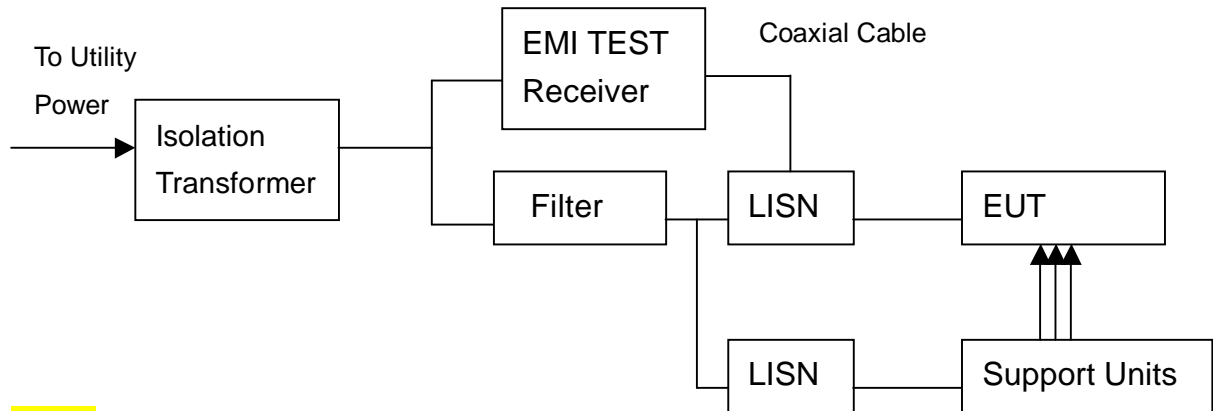 To Utility
Power
Isolation
Transformer
EMI TEST
Receiver
Coaxial Cable
Filter
LISN
EUT
LISN
Support Units